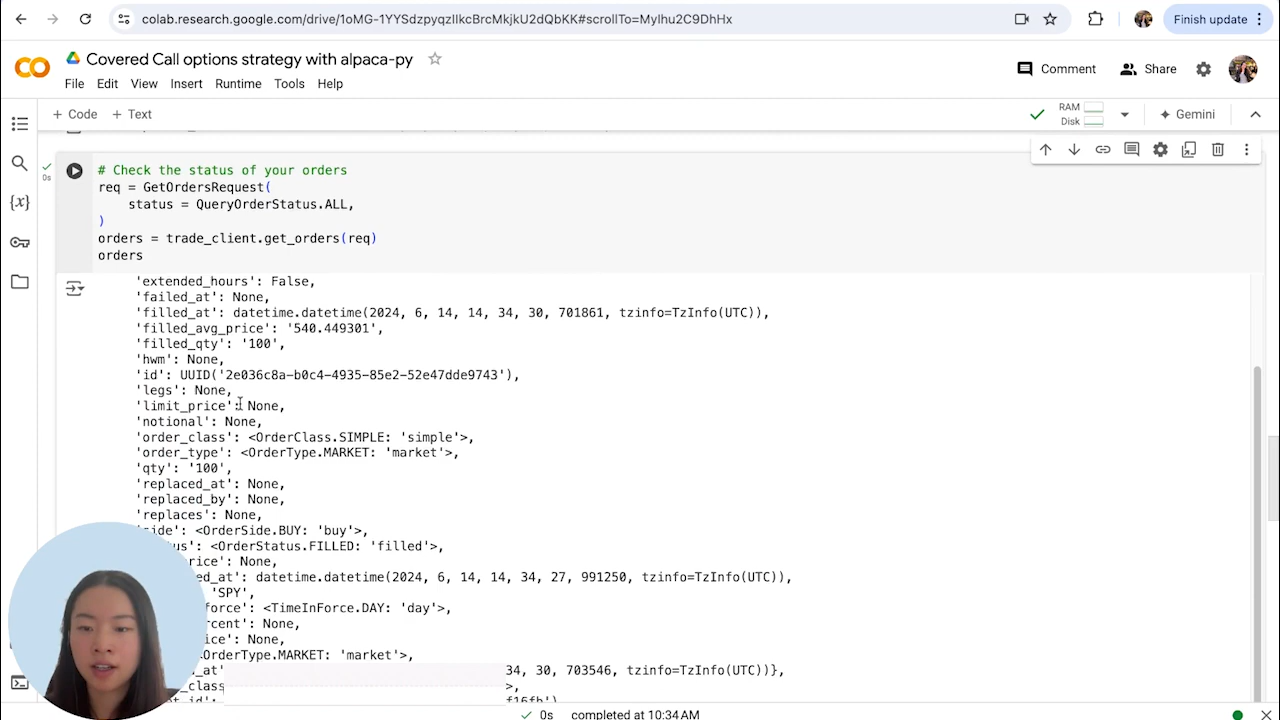 colab.research.google.com/drive/1oMG-1YYSdzpyqzIlkcBrcMkjkU2dQbKK#scrollTo=MyIhu2C9DhHx
Finish update
CO Covered Call options strategy with alpaca-py
File Edit View Insert Runtime Tools Help
Comment Share
+ Code + Text
RAM
Disk
Gemini
0s
# Check the status of your orders
req = GetOrdersRequest(
status = QueryOrderStatus.ALL,
)
orders = trade_client.get_orders(req)
orders
'extended_hours': False,
'failed_at': None,
'filled_at': datetime.datetime(2024, 6, 14, 14, 34, 30, 701861, tzinfo=TzInfo(UTC)),
'filled_avg_price': '540.449301',
'filled_qty': '100',
'hwm': None,
'id': UUID('2e036c8a-b0c4-4935-85e2-52e47dde9743'),
'legs': None,
'limit_price': None,
'notional': None,
'order_class': <OrderClass.SIMPLE: 'simple'>,
'order_type': <OrderType.MARKET: 'market'>,
'qty': '100',
'replaced_at': None,
'replaced_by': None,
'replaces': None,
side': <OrderSide.BUY: 'buy'>,
us': <OrderStatus.FILLED: 'filled'>,
rice': None,
ed_at': datetime.datetime(2024, 6, 14, 14, 34, 27, 991250, tzinfo=TzInfo(UTC)),
'SPY',
force': <TimeInForce.DAY: 'day'>,
rcent': None,
ice': None,
OrderType.MARKET: 'market'>,
_at' 34, 30, 703546, tzinfo=TzInfo(UTC))},
_class >,
0s completed at 10:34 AM